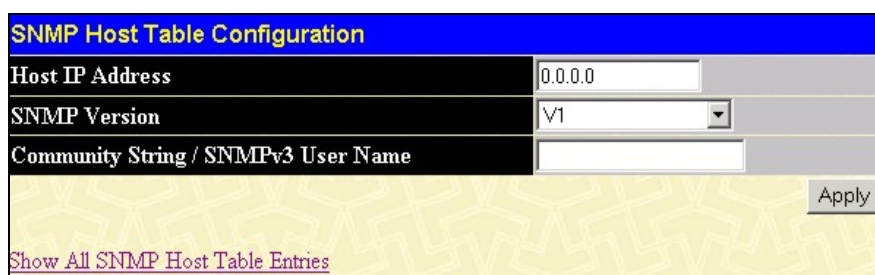 SNMP Host Table Configuration
Host IP Address 0.0.0.0
SNMP Version V1
Community String / SNMPv3 User Name
Apply
Show All SNMP Host Table Entries